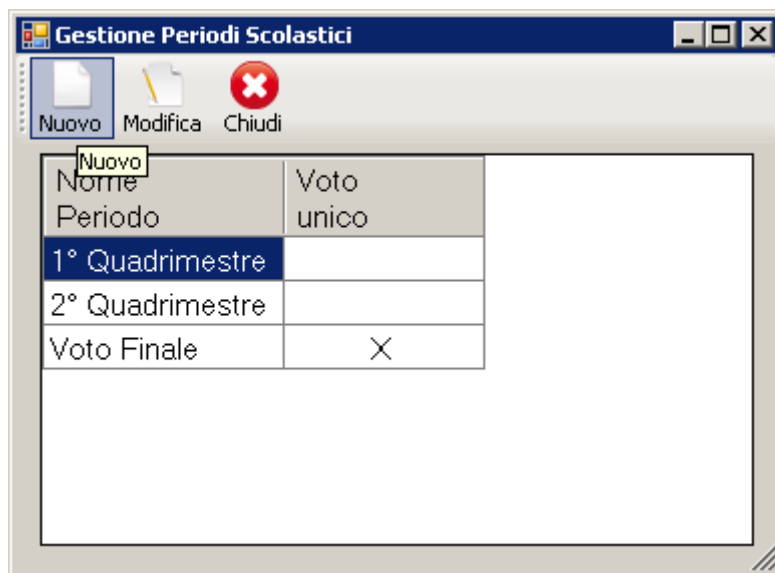 Gestione Periodi Scolastici
Nuovo Modifica Chiudi
Nuovo
Nome Voto
Periodo unico
1° Quadrimestre
2° Quadrimestre
Voto Finale X